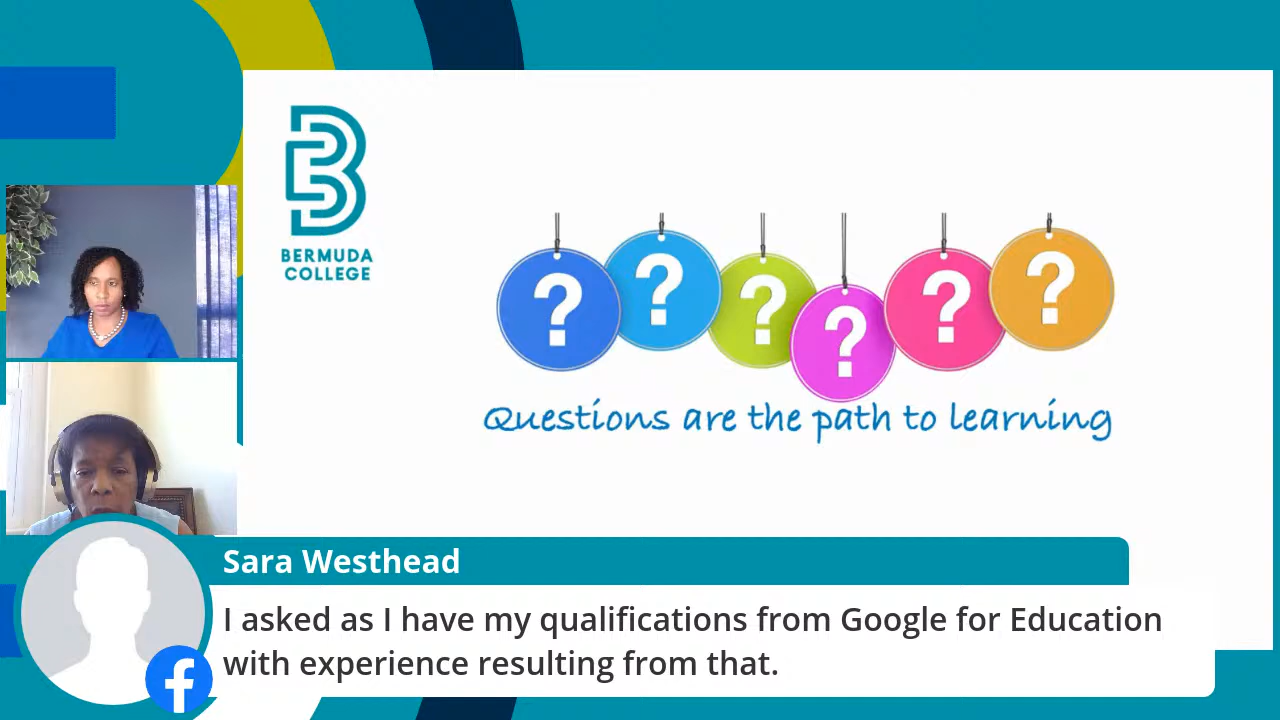 BERMUDA
COLLEGE
? ? ? ? ? ?
Questions are the path to learning
Sara Westhead
I asked as I have my qualifications from Google for Education
with experience resulting from that.